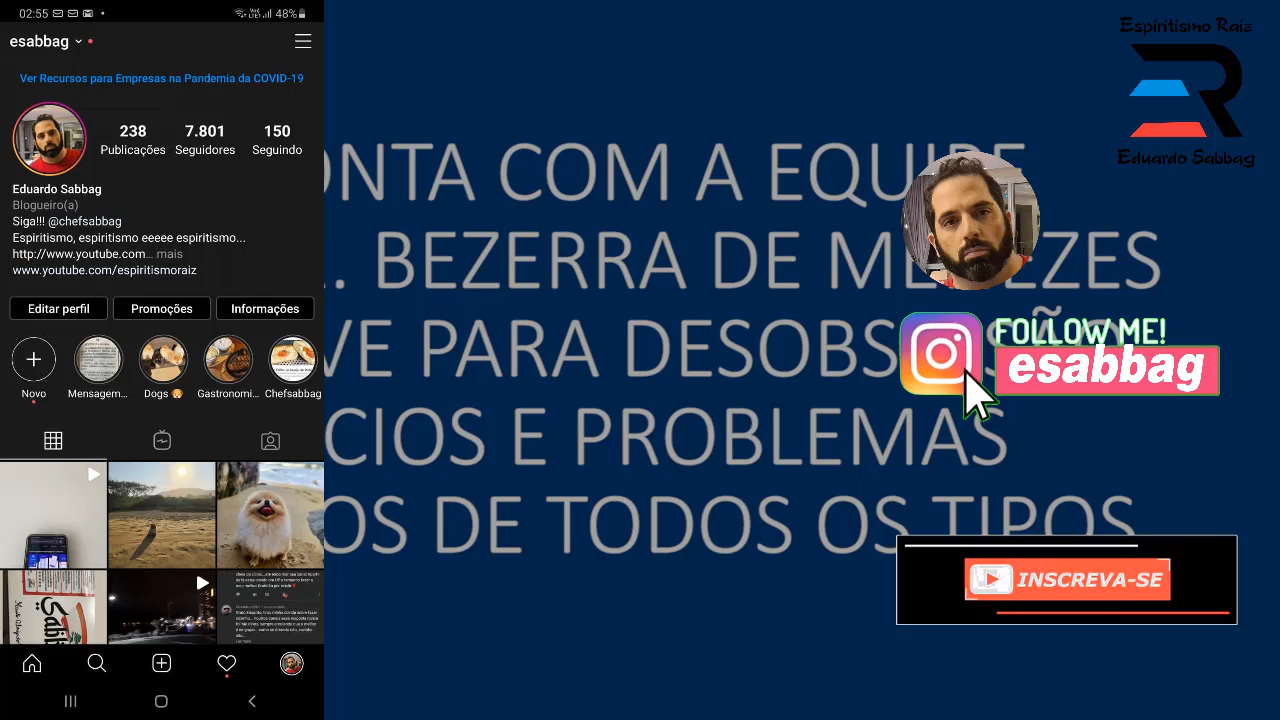 02:55
48%
esabbag
Ver Recursos para Empresas na Pandemia da COVID-19
238
7.801
150
Publicações
Seguidores
Seguindo
Eduardo Sabbag
Blogueiro(a)
Siga!!! @chefsabbag
Espiritismo, espiritismo eeeee espiritismo...
http://www.youtube.com... mais
www.youtube.com/espiritismoraiz
Editar perfil
Promoções
Informações
Novo
Mensagem...
Dogs
Gastronomi...
Chefsabbag
ONTA COM A EQUIPE
. BEZERRA DE MENEZES
VE PARA DESOBSESSÃO
CIOS E PROBLEMAS
OS DE TODOS OS TIPOS
Espiritismo Raiz
ER
Eduardo Sabbag
FOLLOW ME!
esabbag
INSCREVA-SE